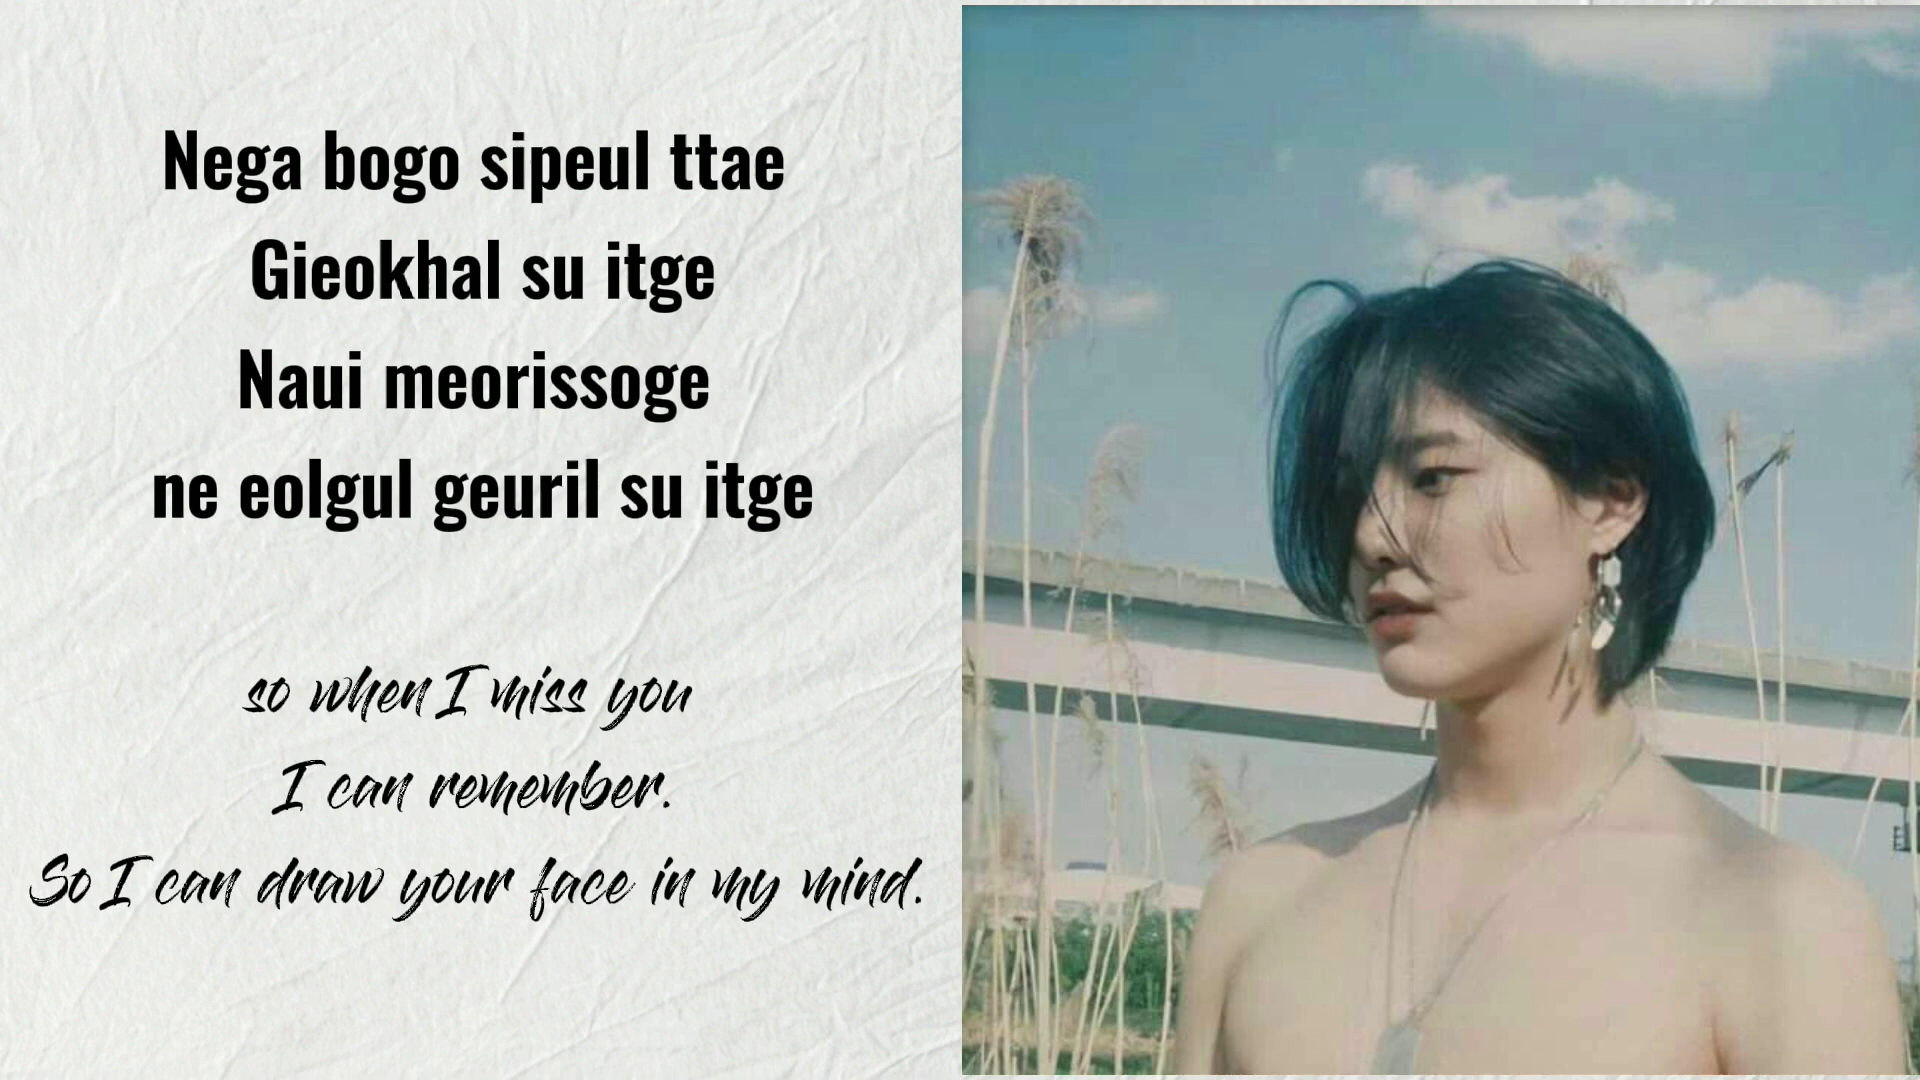 Nega bogo sipeul ttae
Gieokhal su itge
Naui meorissoge
ne eolgul geuril su itge
so when I miss you
I can remember.
So I can draw your face in my mind.